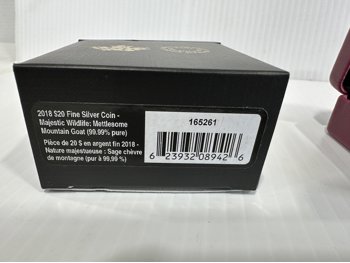 2018 $20 Fine Silver Coin -
Majestic Wildlife: Mettlesome
Mountain Goat (99.99% pure)
Pièce de 20 $ en argent fin 2018 -
Nature majestueuse : Sage chèvre
de montagne (pur à 99,99 %)
165261
6 23932 08942 6